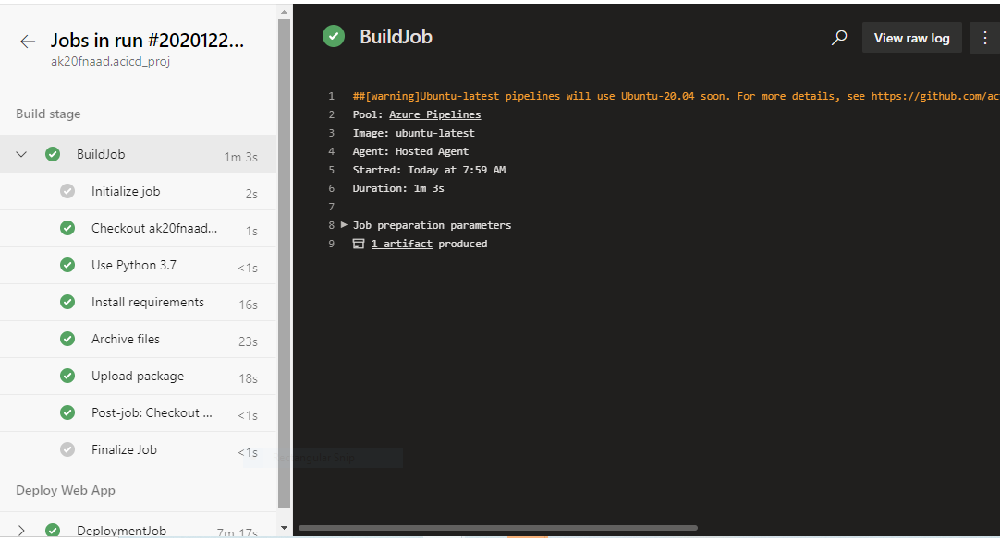 Jobs in run #2020122...
ak20fnaad.acicd_proj
Build stage
BuildJob 1m 3s
Initialize job 2s
Checkout ak20fnaad... 1s
Use Python 3.7 <1s
Install requirements 16s
Archive files 23s
Upload package 18s
Post-job: Checkout ... <1s
Finalize Job <1s
Deploy Web App
DeploymentJob 7m 17s
BuildJob
View raw log
1 ##[warning]Ubuntu-latest pipelines will use Ubuntu-20.04 soon. For more details, see https://github.com/ac
2 Pool: Azure Pipelines
3 Image: ubuntu-latest
4 Agent: Hosted Agent
5 Started: Today at 7:59 AM
6 Duration: 1m 3s
7
8 Job preparation parameters
9 1 artifact produced